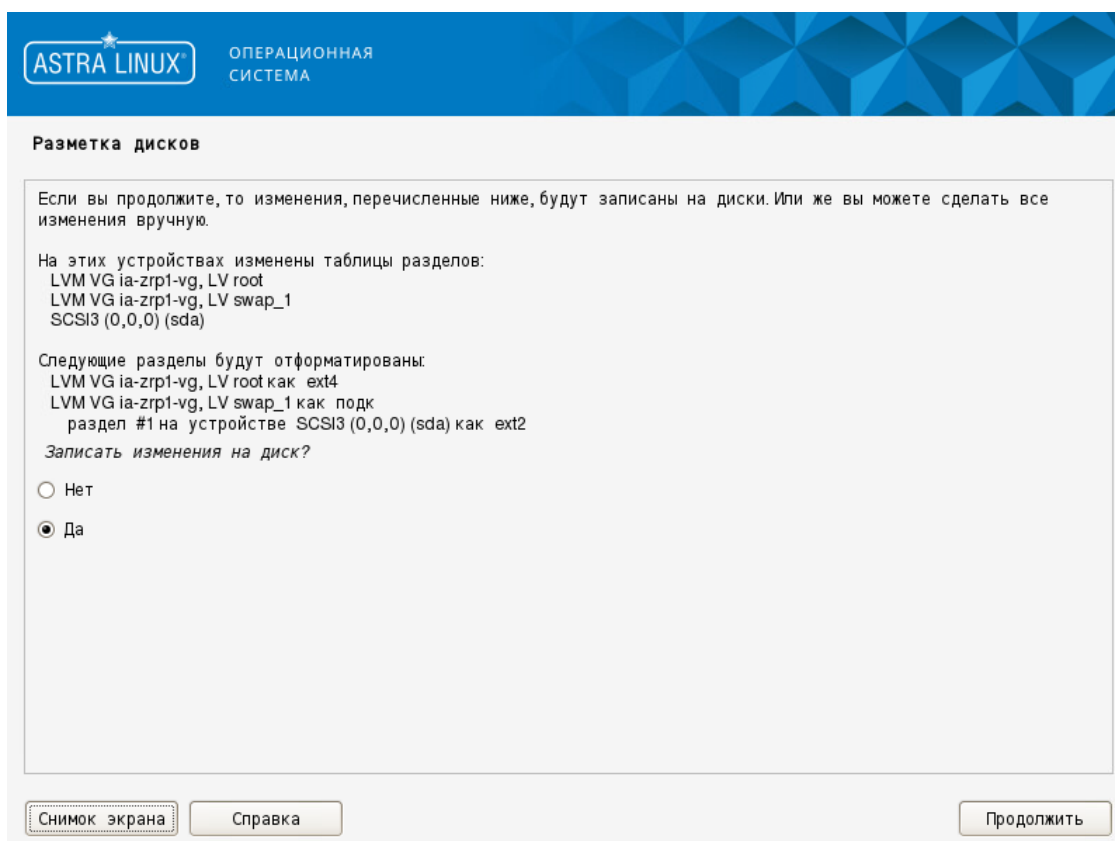 ASTRA LINUX®
ОПЕРАЦИОННАЯ
СИСТЕМА
Разметка дисков
Если вы продолжите, то изменения, перечисленные ниже, будут записаны на диски. Или же вы можете сделать все
изменения вручную.
На этих устройствах изменены таблицы разделов:
LVM VG ia-zrp1-vg, LV root
LVM VG ia-zrp1-vg, LV swap_1
SCSI3 (0,0,0) (sda)
Следующие разделы будут отформатированы:
LVM VG ia-zrp1-vg, LV root как ext4
LVM VG ia-zrp1-vg, LV swap_1 как подк
раздел #1 на устройстве SCSI3 (0,0,0) (sda) как ext2
Записать изменения на диск?
Нет
Да
Снимок экрана
Справка
Продолжить